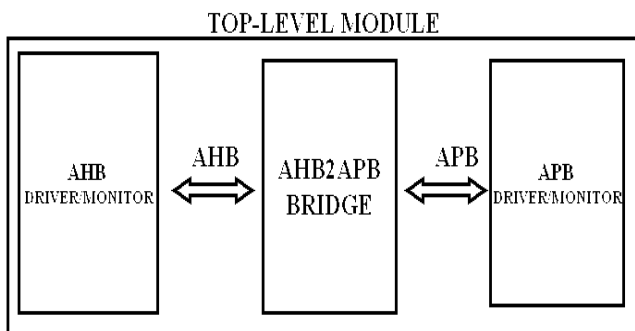 TOP-LEVEL MODULE
AHB
DRIVER/MONITOR
AHB
AHB2APB
BRIDGE
APB
APB
DRIVER/MONITOR